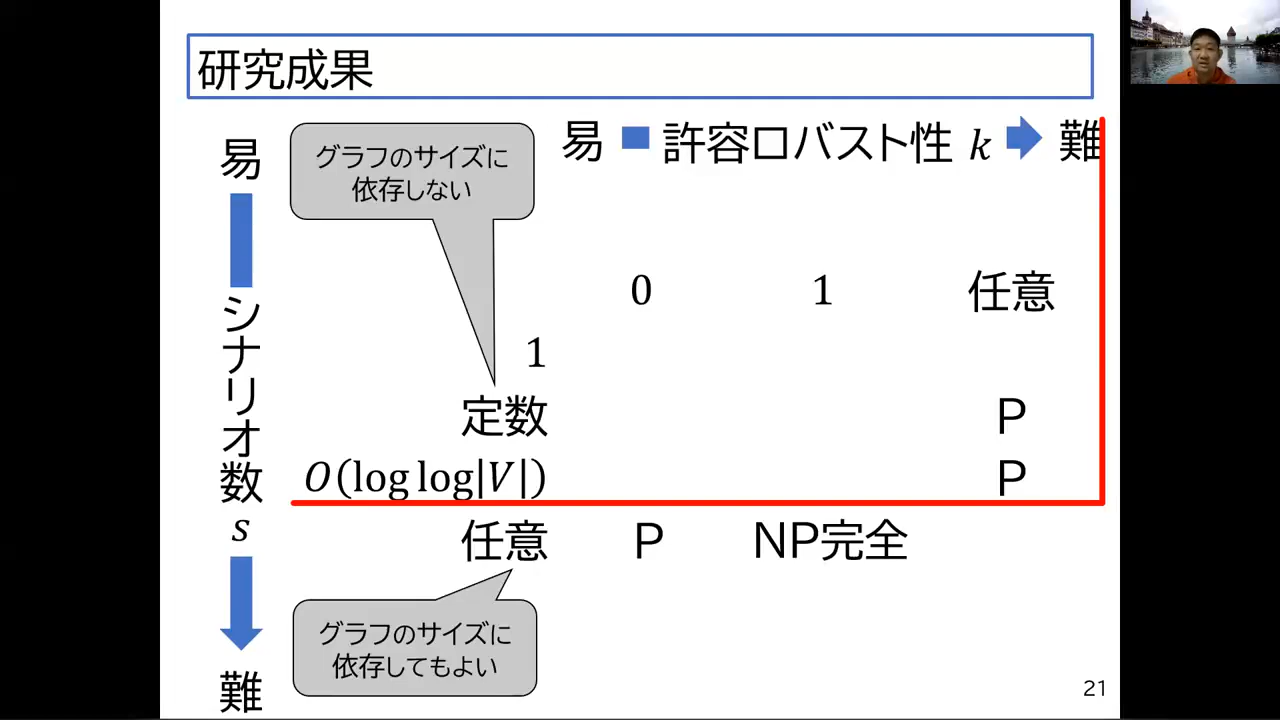 研究成果
易 許容ロバスト性 k 難
易
グラフのサイズに
依存しない
0 1 任意
1
定数 P
O(log log|V|) P
任意 P NP完全
シナリオ数 s
グラフのサイズに
依存してもよい
難
21